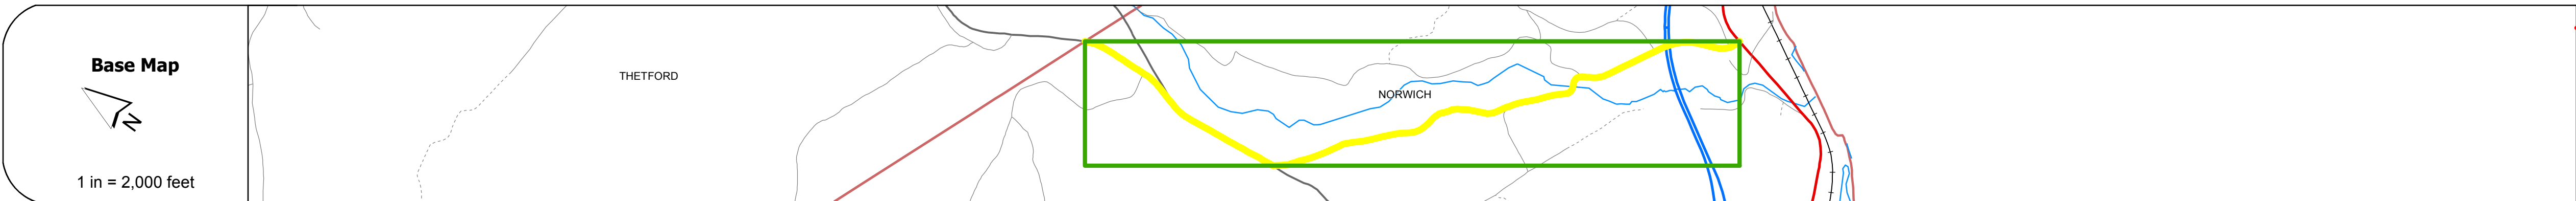 Base Map
N
1 in = 2,000 feet
THETFORD
NORWICH